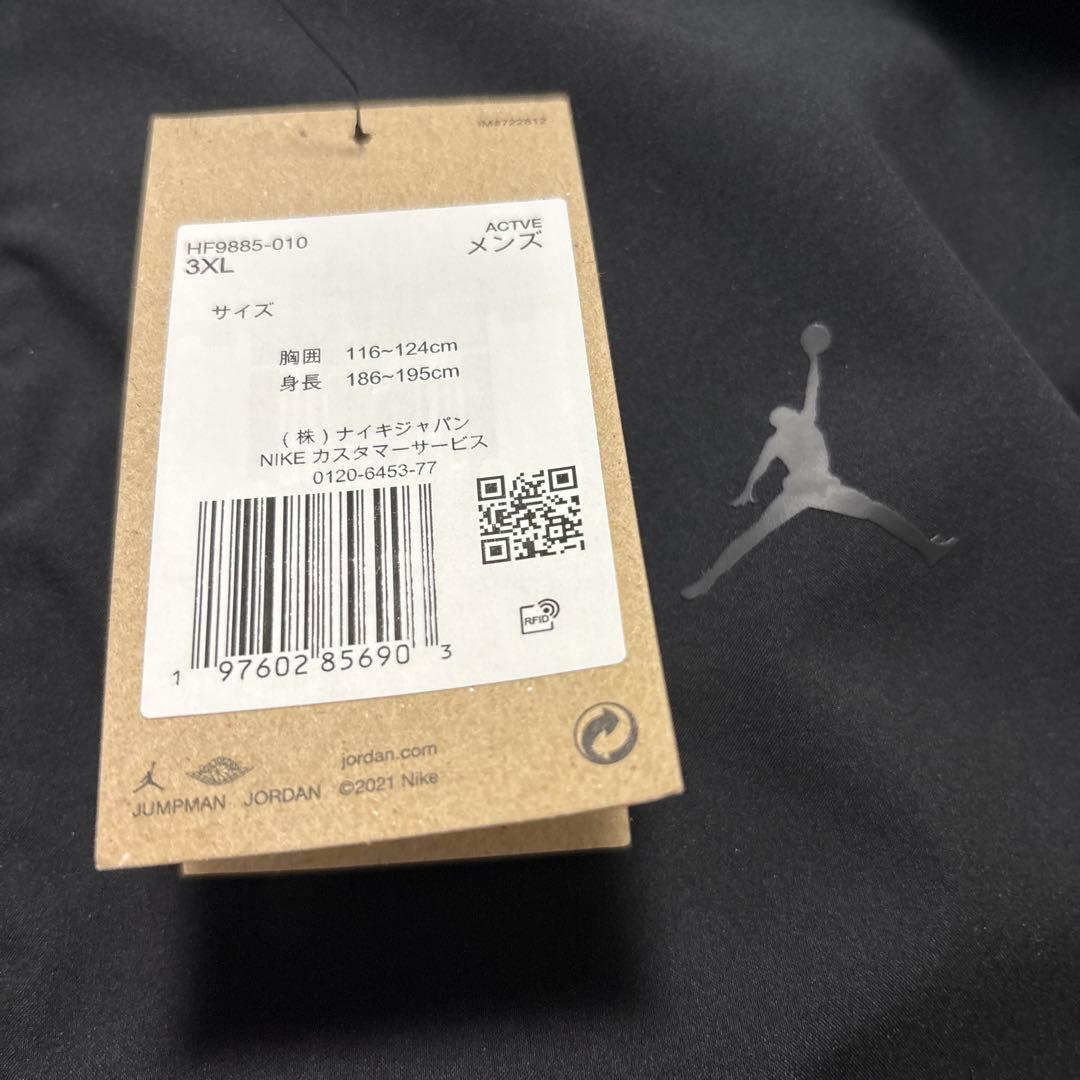 IM#722812
HF9885-010
3XL
ACTVE
メンズ
サイズ
胸囲 116~124cm
身長 186~195cm
(株)ナイキジャパン
NIKE カスタマーサービス
0120-6453-77
RFID
1 97602 85690 3
jordan.com
©2021 Nike
JUMPMAN JORDAN